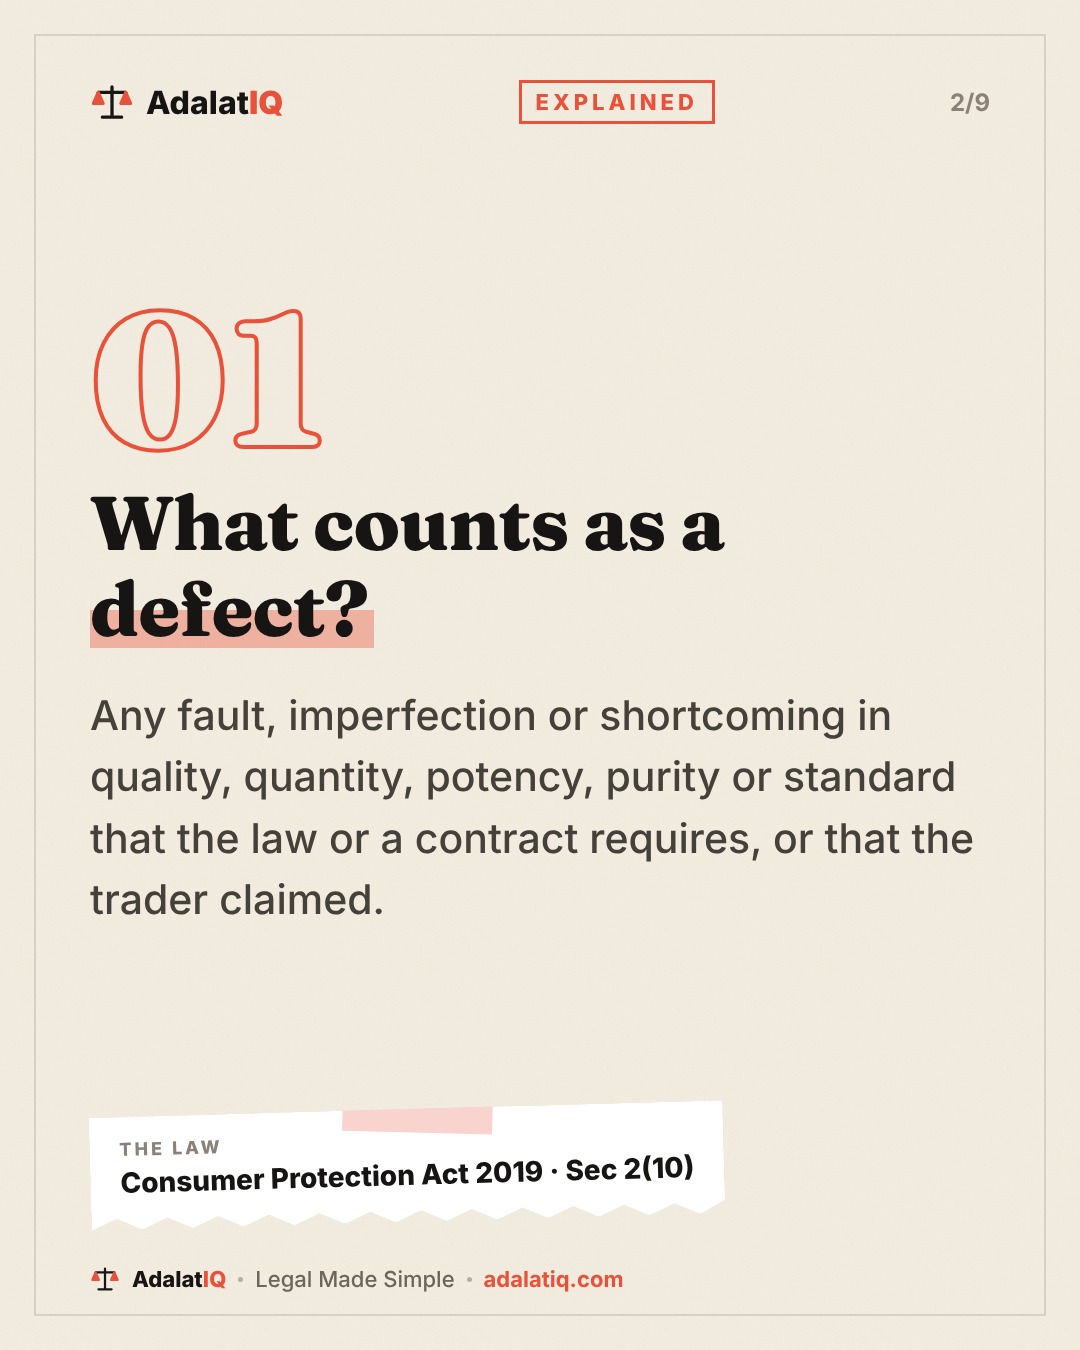 AdalatIQ
EXPLAINED
2/9
01
What counts as a
defect?
Any fault, imperfection or shortcoming in
quality, quantity, potency, purity or standard
that the law or a contract requires, or that the
trader claimed.
THE LAW
Consumer Protection Act 2019 · Sec 2(10)
AdalatIQ • Legal Made Simple • adalatiq.com